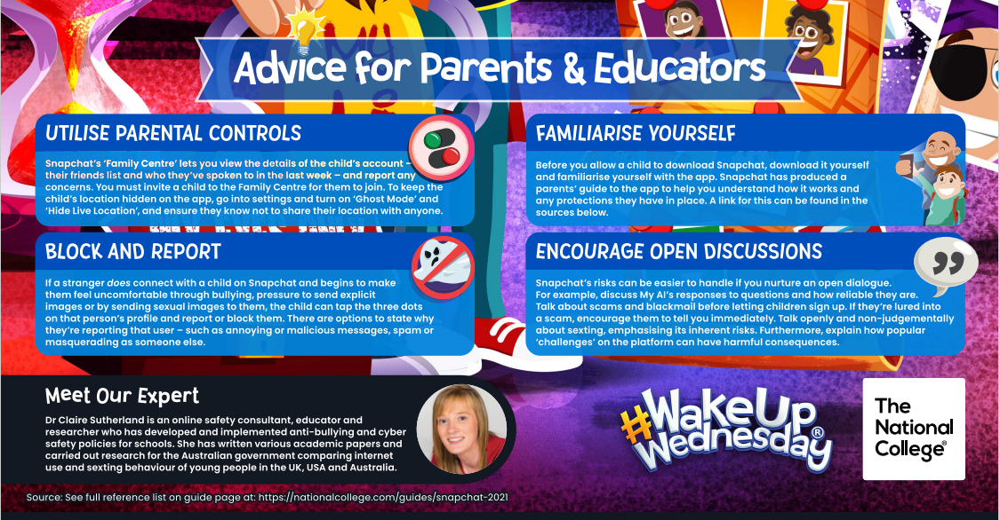 Advice for Parents & Educators
UTILISE PARENTAL CONTROLS
Snapchat's 'Family Centre' lets you view the details of the child's account –
their friends list and who they've spoken to in the last week – and report any
concerns. You must invite a child to the Family Centre for them to join. To keep the
child's location hidden on the app, go into settings and turn on 'Ghost Mode' and
'Hide Live Location', and ensure they know not to share their location with anyone.
FAMILIARISE YOURSELF
Before you allow a child to download Snapchat, download it yourself
and familiarise yourself with the app. Snapchat has produced a
parents' guide to the app to help you understand how it works and
any protections they have in place. A link for this can be found in the
sources below.
BLOCK AND REPORT
If a stranger does connect with a child on Snapchat and begins to make
them feel uncomfortable through bullying, pressure to send explicit
images or by sending sexual images to them, the child can tap the three dots
on that person's profile and report or block them. There are options to state why
they're reporting that user – such as annoying or malicious messages, spam or
masquerading as someone else.
ENCOURAGE OPEN DISCUSSIONS
Snapchat's risks can be easier to handle if you nurture an open dialogue.
For example, discuss My AI's responses to questions and how reliable they are.
Talk about scams and blackmail before letting children sign up. If they're lured into
a scam, encourage them to tell you immediately. Talk openly and non-judgementally
about sexting, emphasising its inherent risks. Furthermore, explain how popular
'challenges' on the platform can have harmful consequences.
Meet Our Expert
Dr Claire Sutherland is an online safety consultant, educator and
researcher who has developed and implemented anti-bullying and cyber
safety policies for schools. She has written various academic papers and
carried out research for the Australian government comparing internet
use and sexting behaviour of young people in the UK, USA and Australia.
#WakeUp
Wednesday®
The
National
College®
Source: See full reference list on guide page at: https://nationalcollege.com/guides/snapchat-2021